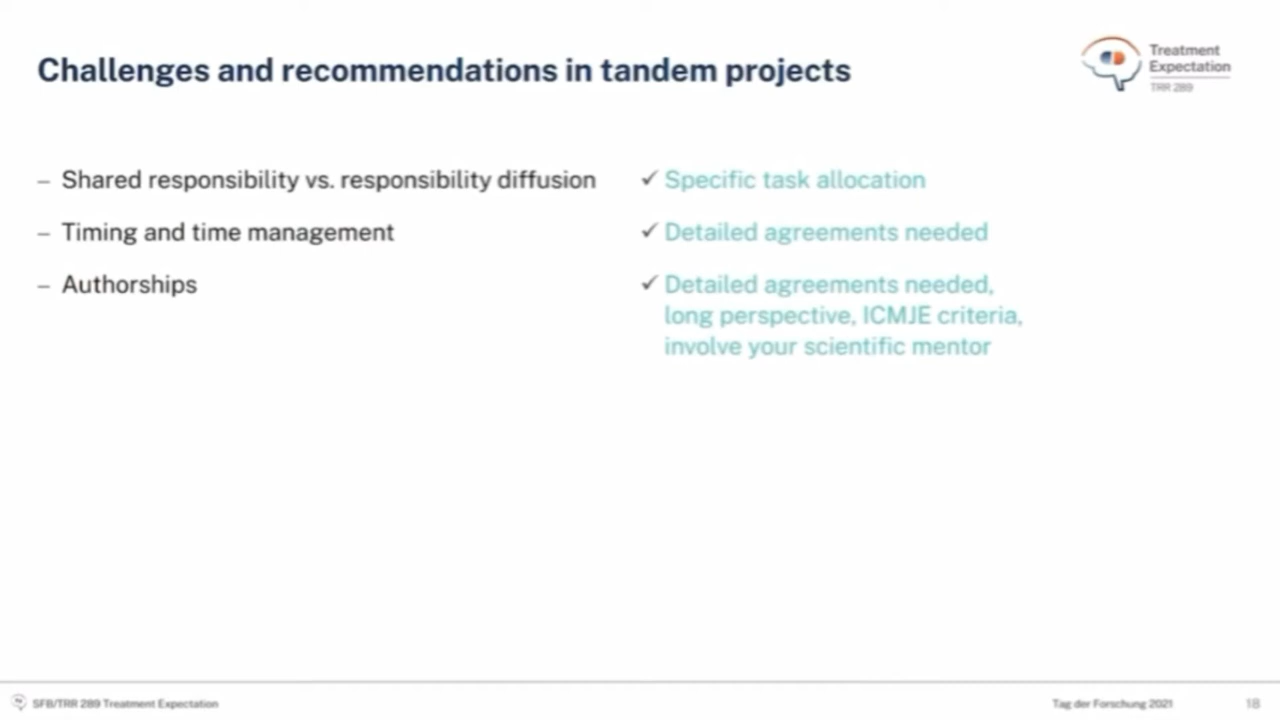 Challenges and recommendations in tandem projects
Treatment
Expectation
TRR 289
– Shared responsibility vs. responsibility diffusion
✓ Specific task allocation
– Timing and time management
✓ Detailed agreements needed
– Authorships
✓ Detailed agreements needed,
long perspective, ICMJE criteria,
involve your scientific mentor
SFB/TRR 289 Treatment Expectation
Tag der Forschung 2021
18